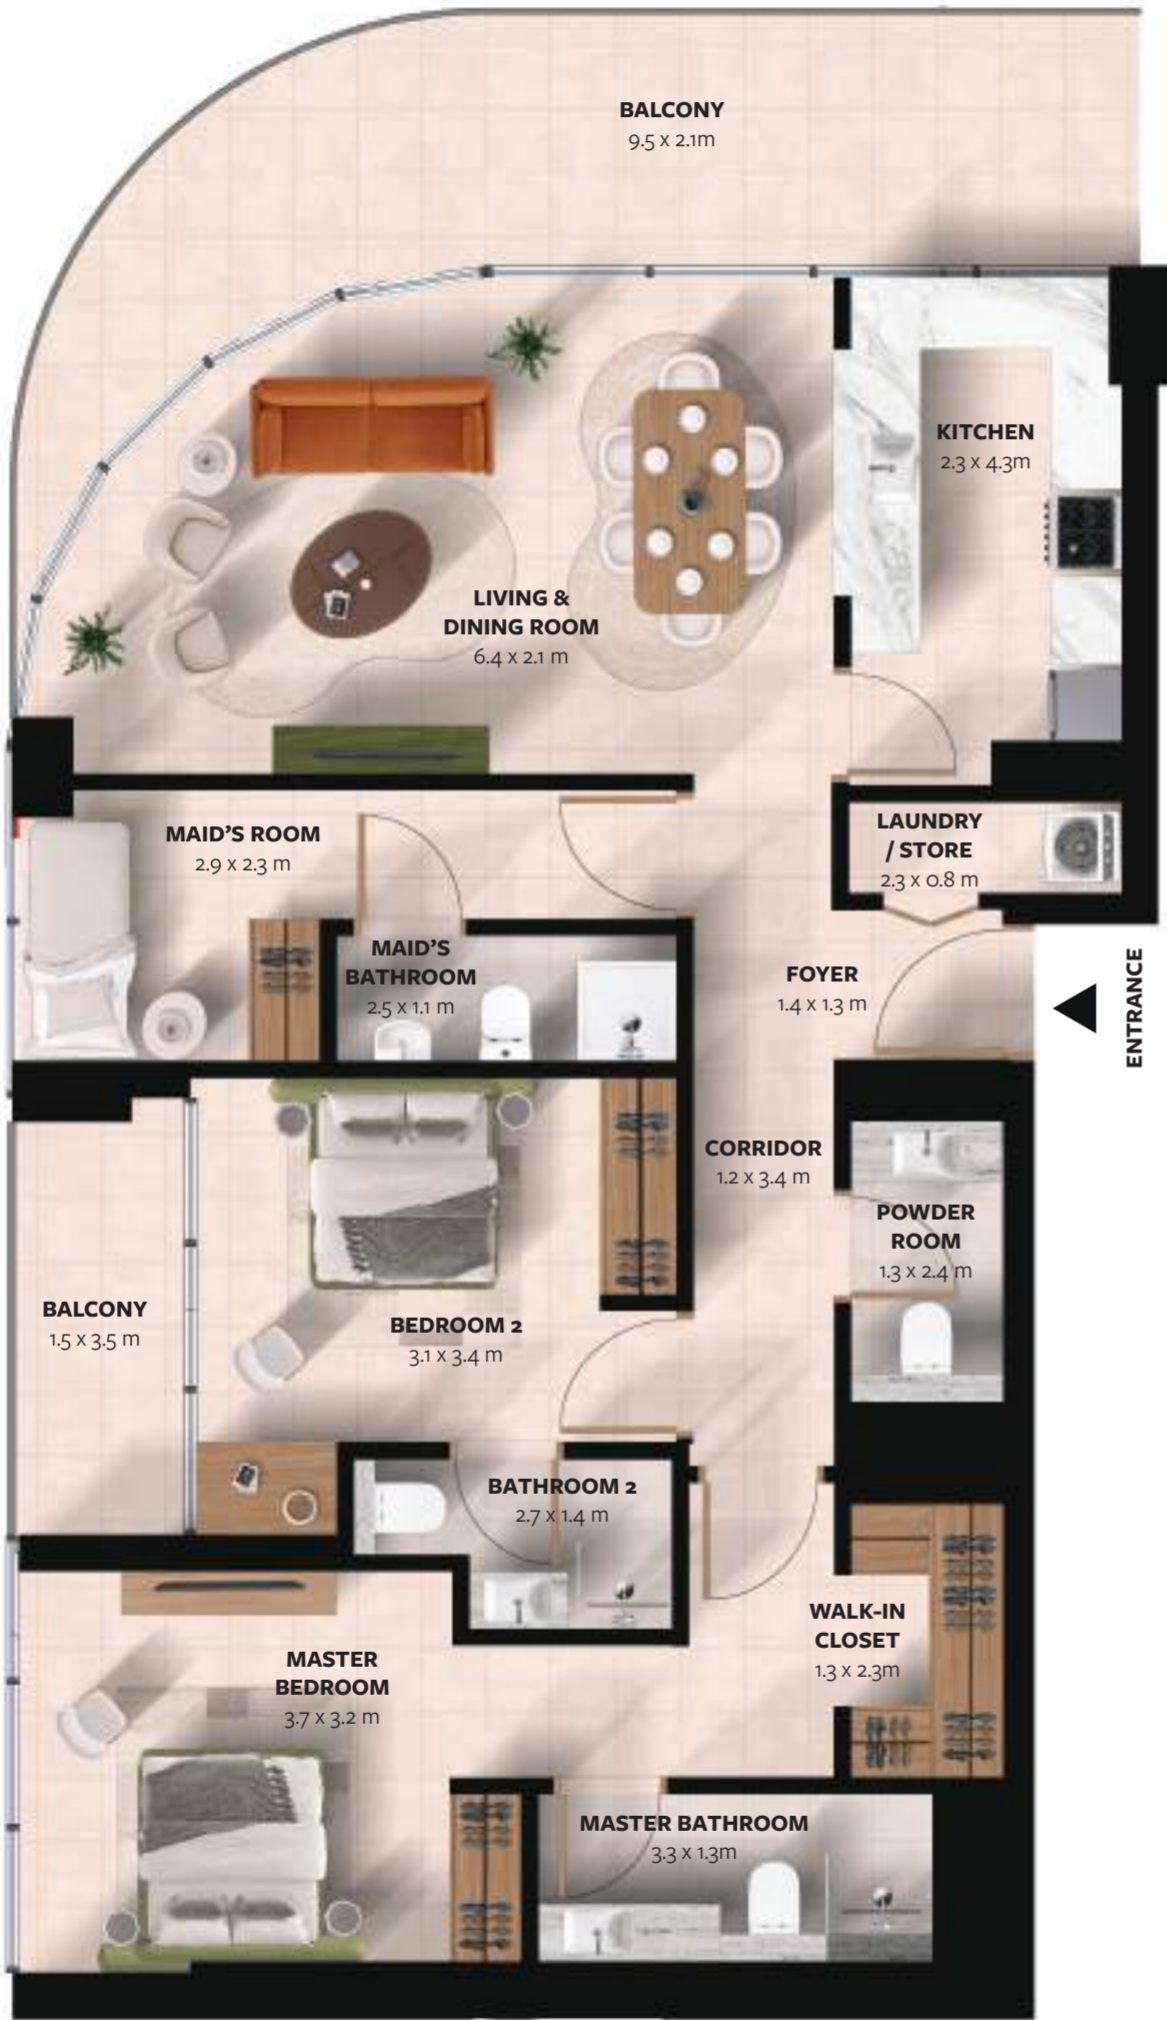 BALCONY
9.5 x 2.1m
KITCHEN
2.3 x 4.3m
LIVING &
DINING ROOM
6.4 x 2.1 m
MAID'S ROOM
2.9 x 2.3 m
LAUNDRY
/ STORE
2.3 x 0.8 m
MAID'S
BATHROOM
2.5 x 1.1 m
FOYER
1.4 x 1.3 m
ENTRANCE
CORRIDOR
1.2 x 3.4 m
POWDER
ROOM
1.3 x 2.4 m
BALCONY
1.5 x 3.5 m
BEDROOM 2
3.1 x 3.4 m
BATHROOM 2
2.7 x 1.4 m
WALK-IN
CLOSET
1.3 x 2.3m
MASTER
BEDROOM
3.7 x 3.2 m
MASTER BATHROOM
3.3 x 1.3m